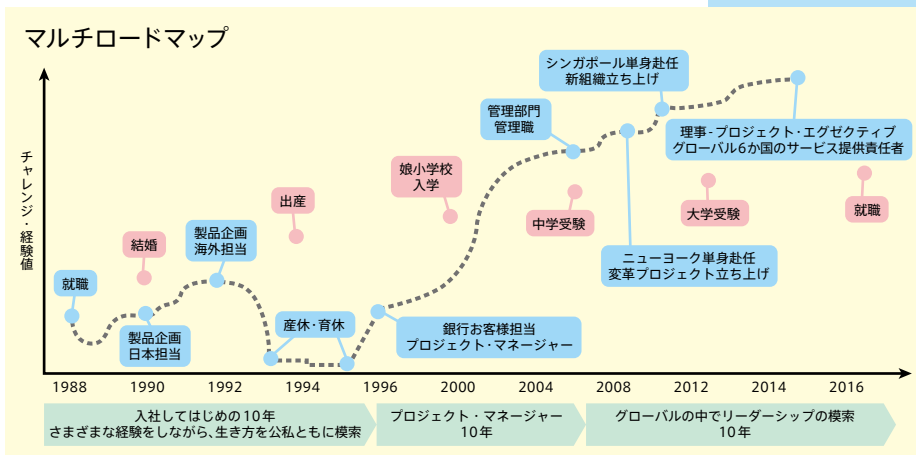 マルチロードマップ
チャレンジ・経験値
就職
結婚
製品企画
日本担当
製品企画
海外担当
出産
産休・育休
銀行お客様担当
プロジェクト・マネージャー
娘小学校
入学
管理部門
管理職
中学受験
シンガポール単身赴任
新組織立ち上げ
ニューヨーク単身赴任
変革プロジェクト立ち上げ
理事-プロジェクト・エグゼクティブ
グローバル6か国のサービス提供責任者
大学受験
就職
1988 1990 1992 1994 1996 2000 2004 2008 2012 2014 2016
入社してはじめの10年
さまざまな経験をしながら、生き方を公私ともに模索
プロジェクト・マネージャー
10年
グローバルの中でリーダーシップの模索
10年